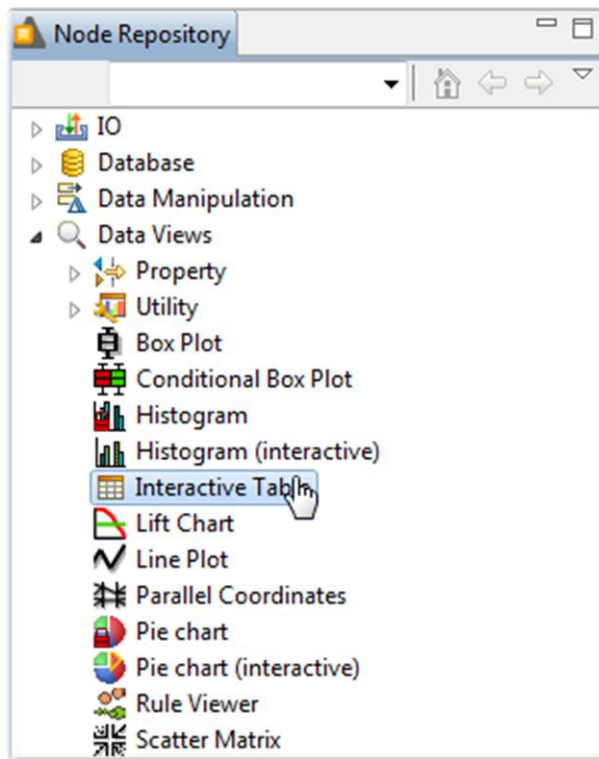 Node Repository
IO
Database
Data Manipulation
Data Views
Property
Utility
Box Plot
Conditional Box Plot
Histogram
Histogram (interactive)
Interactive Table
Lift Chart
Line Plot
Parallel Coordinates
Pie chart
Pie chart (interactive)
Rule Viewer
Scatter Matrix